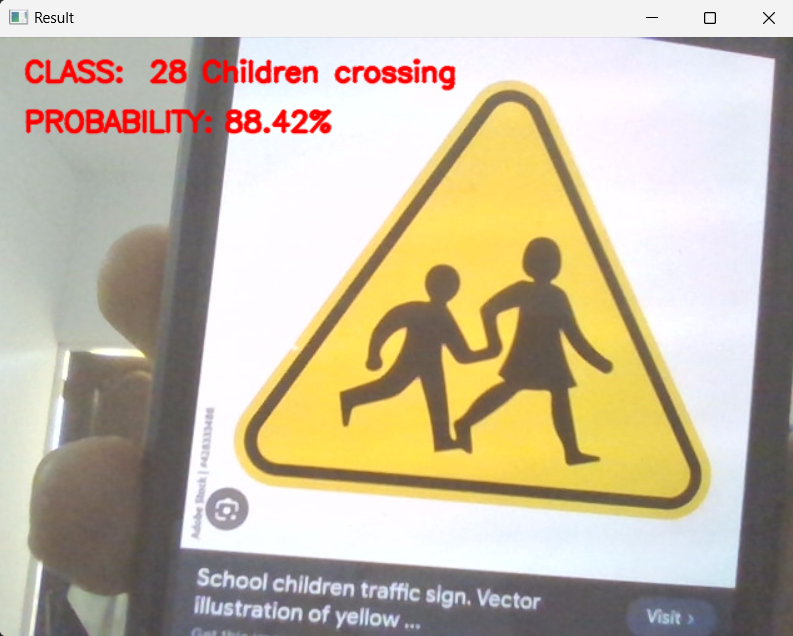 Result
CLASS: 28 Children crossing
PROBABILITY: 88.42%
Adobe Stock | #428333486
School children traffic sign. Vector
illustration of yellow ...
Visit >
Get this